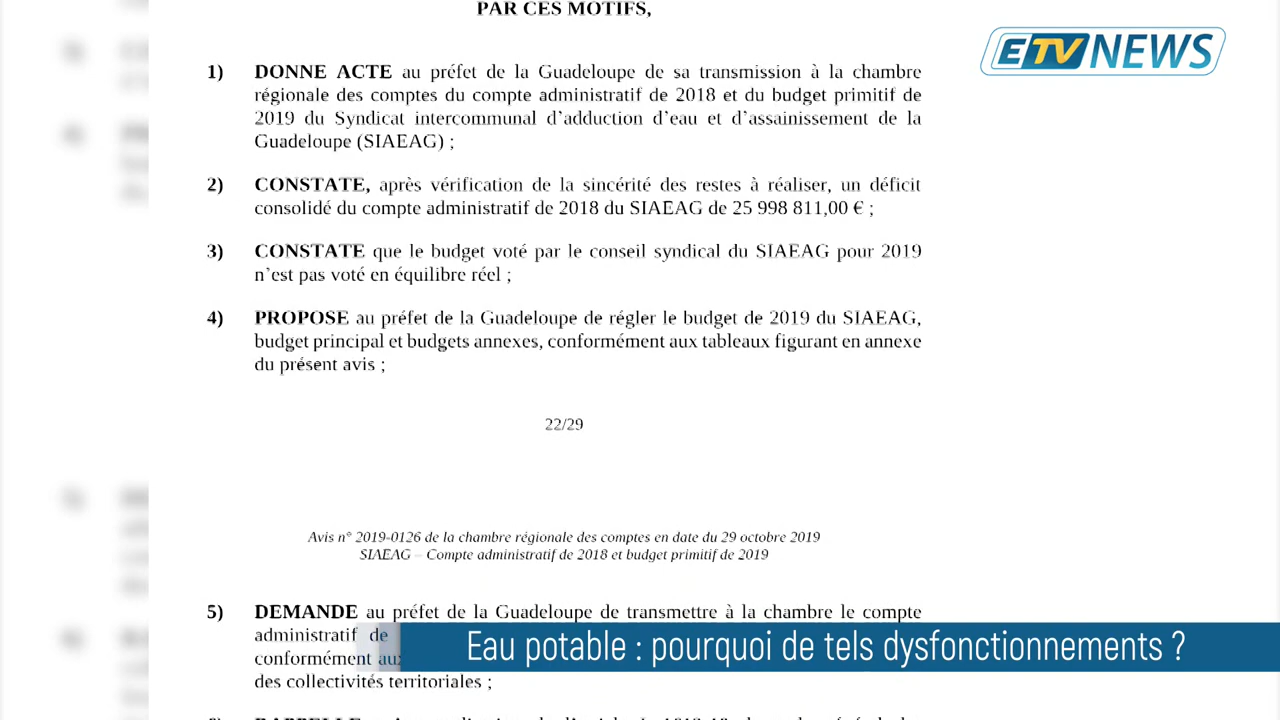 PAR CES MOTIFS,
ETV NEWS
1) DONNE ACTE au préfet de la Guadeloupe de sa transmission à la chambre
régionale des comptes du compte administratif de 2018 et du budget primitif de
2019 du Syndicat intercommunal d'adduction d'eau et d'assainissement de la
Guadeloupe (SIAEAG) ;
2) CONSTATE, après vérification de la sincérité des restes à réaliser, un déficit
consolidé du compte administratif de 2018 du SIAEAG de 25 998 811,00 € ;
3) CONSTATE que le budget voté par le conseil syndical du SIAEAG pour 2019
n'est pas voté en équilibre réel ;
4) PROPOSE au préfet de la Guadeloupe de régler le budget de 2019 du SIAEAG,
budget principal et budgets annexes, conformément aux tableaux figurant en annexe
du présent avis ;
22/29
Avis n° 2019-0126 de la chambre régionale des comptes en date du 29 octobre 2019
SIAEAG – Compte administratif de 2018 et budget primitif de 2019
5) DEMANDE au préfet de la Guadeloupe de transmettre à la chambre le compte
administratif de
conformément aux
des collectivités territoriales ;
Eau potable : pourquoi de tels dysfonctionnements ?